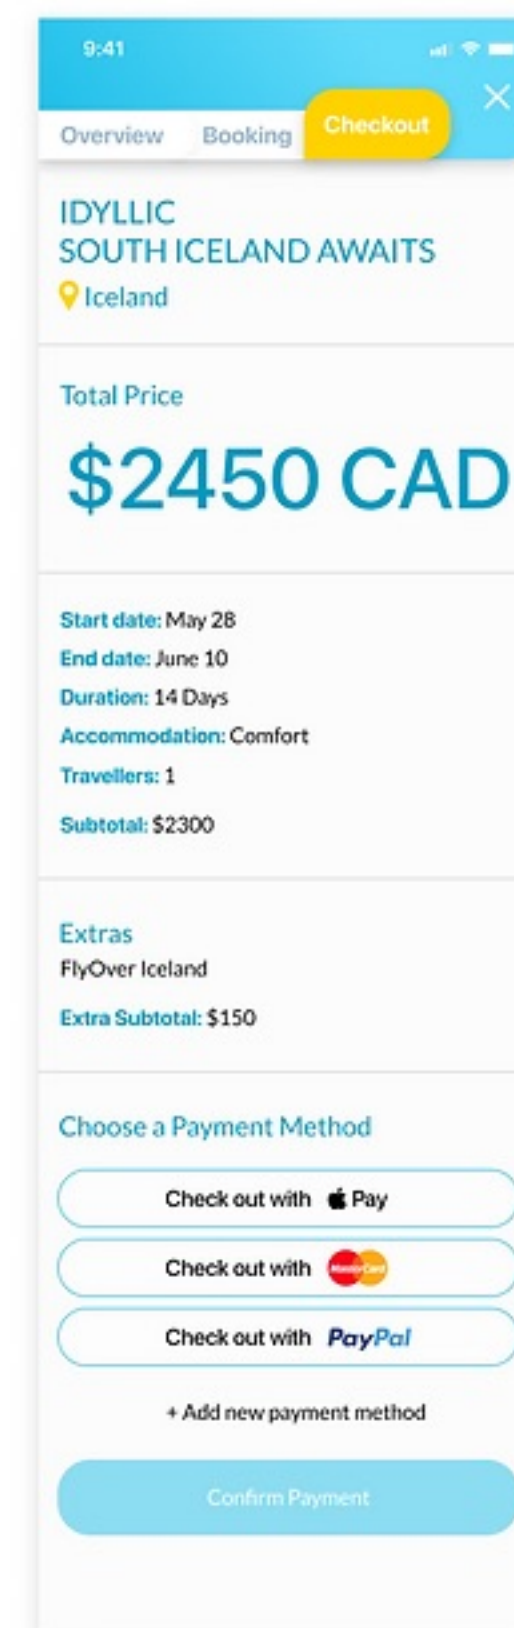 9:41
Overview Booking Checkout
IDYLLIC
SOUTH ICELAND AWAITS
Iceland
Total Price
$2450 CAD
Start date: May 28
End date: June 10
Duration: 14 Days
Accommodation: Comfort
Travellers: 1
Subtotal: $2300
Extras
FlyOver Iceland
Extra Subtotal: $150
Choose a Payment Method
Check out with Pay
Check out with MasterCard
Check out with PayPal
+ Add new payment method
Confirm Payment